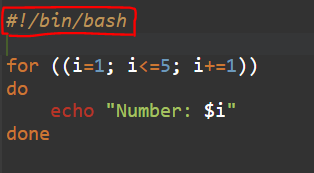 #!/bin/bash
for ((i=1; i<=5; i+=1))
do
    echo "Number: $i"
done